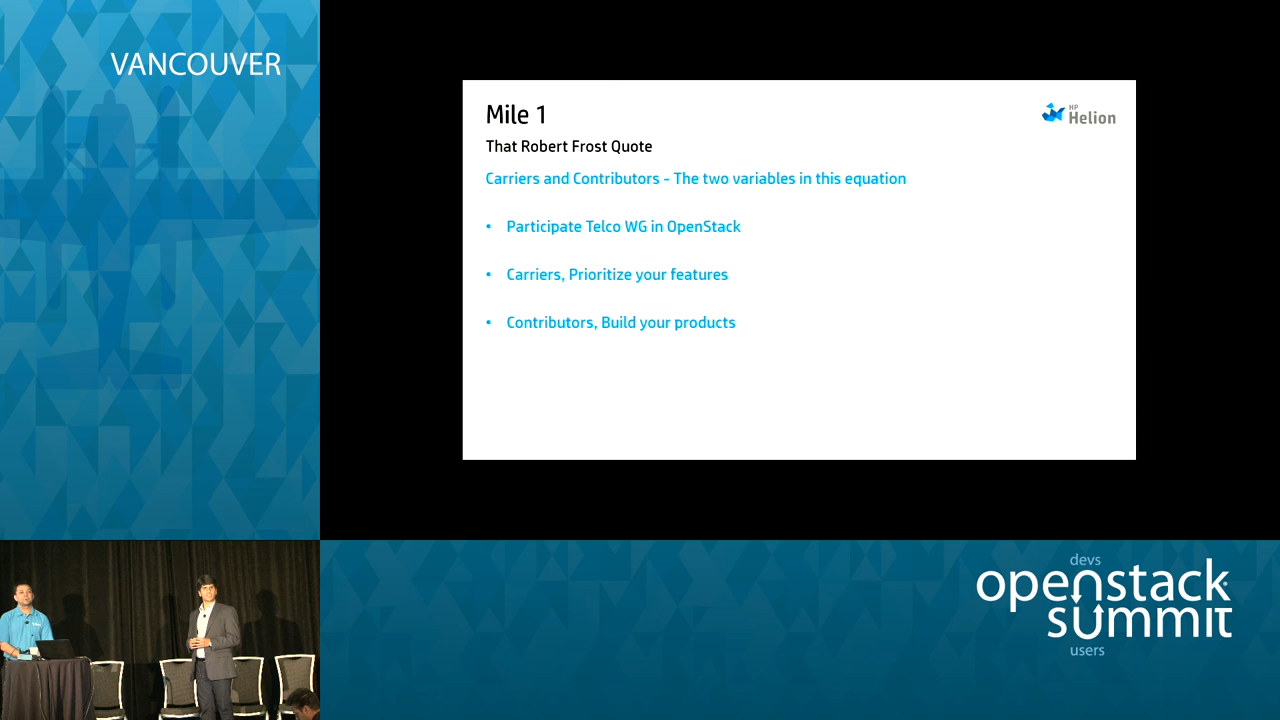 VANCOUVER
Mile 1
HP
Helion
That Robert Frost Quote
Carriers and Contributors - The two variables in this equation
• Participate Telco WG in OpenStack
• Carriers, Prioritize your features
• Contributors, Build your products
devs
openstack
summit
users